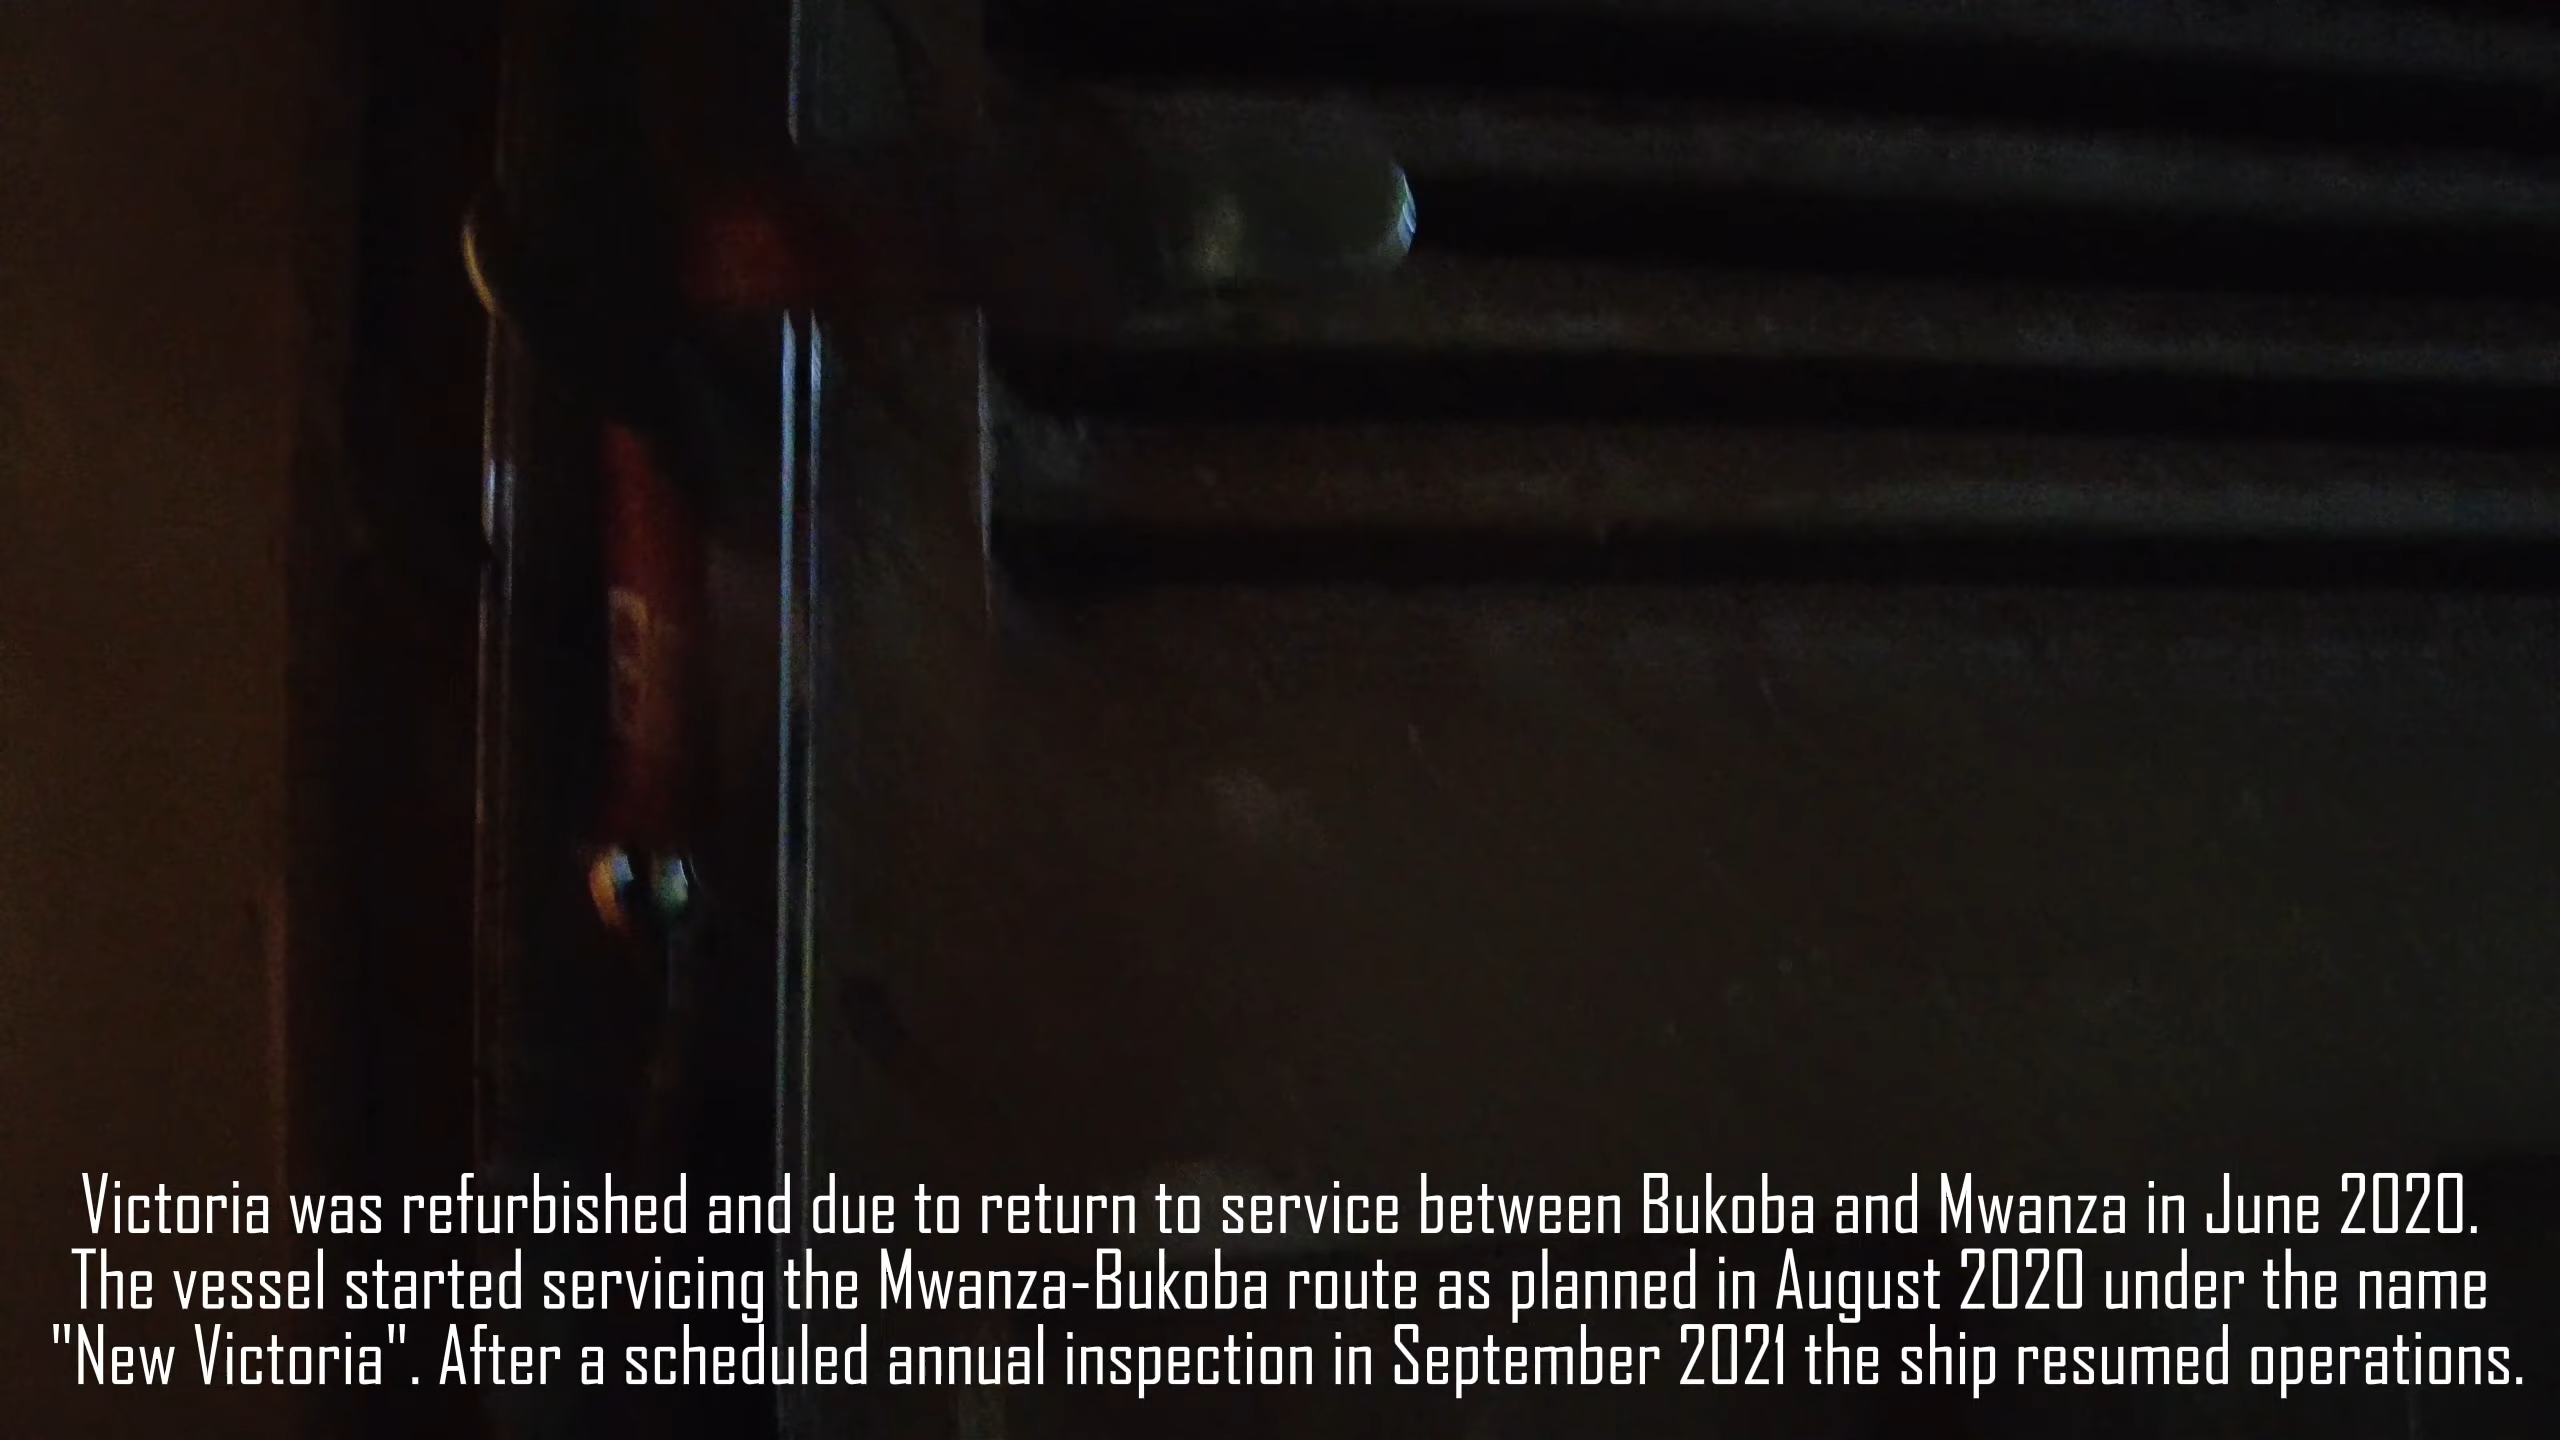 Victoria was refurbished and due to return to service between Bukoba and Mwanza in June 2020.
The vessel started servicing the Mwanza-Bukoba route as planned in August 2020 under the name
"New Victoria". After a scheduled annual inspection in September 2021 the ship resumed operations.